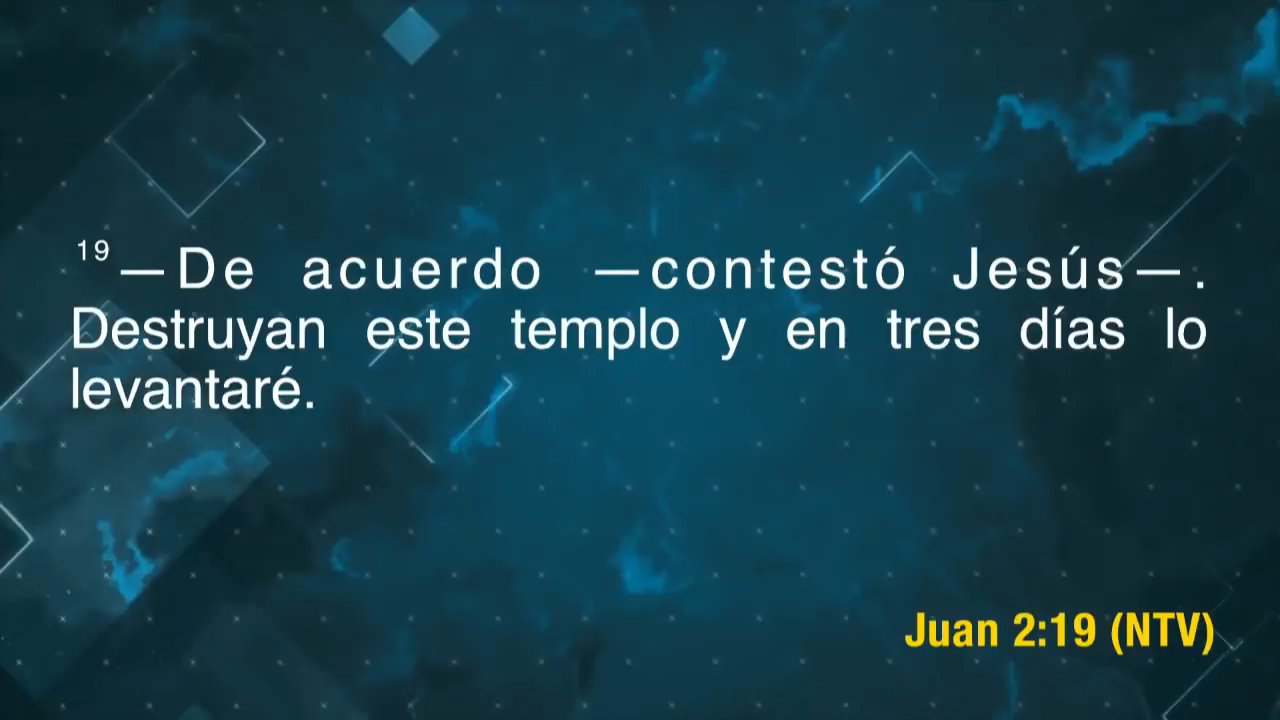 19 —De acuerdo —contestó Jesús—.
Destruyan este templo y en tres días lo
levantaré.
Juan 2:19 (NTV)